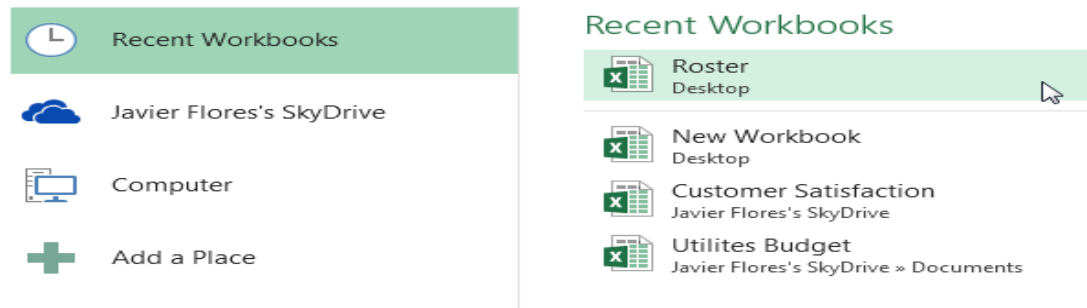 Recent Workbooks
Javier Flores's SkyDrive
Computer
Add a Place
Recent Workbooks
Roster
Desktop
New Workbook
Desktop
Customer Satisfaction
Javier Flores's SkyDrive
Utilites Budget
Javier Flores's SkyDrive » Documents